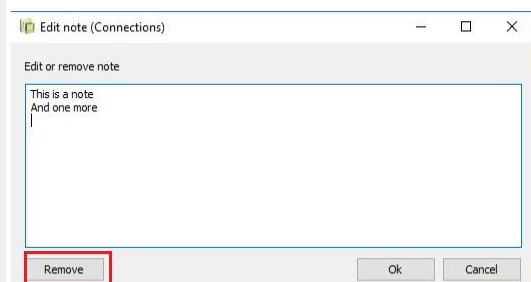 Edit note (Connections)
Edit or remove note
This is a note
And one more
Remove
Ok
Cancel